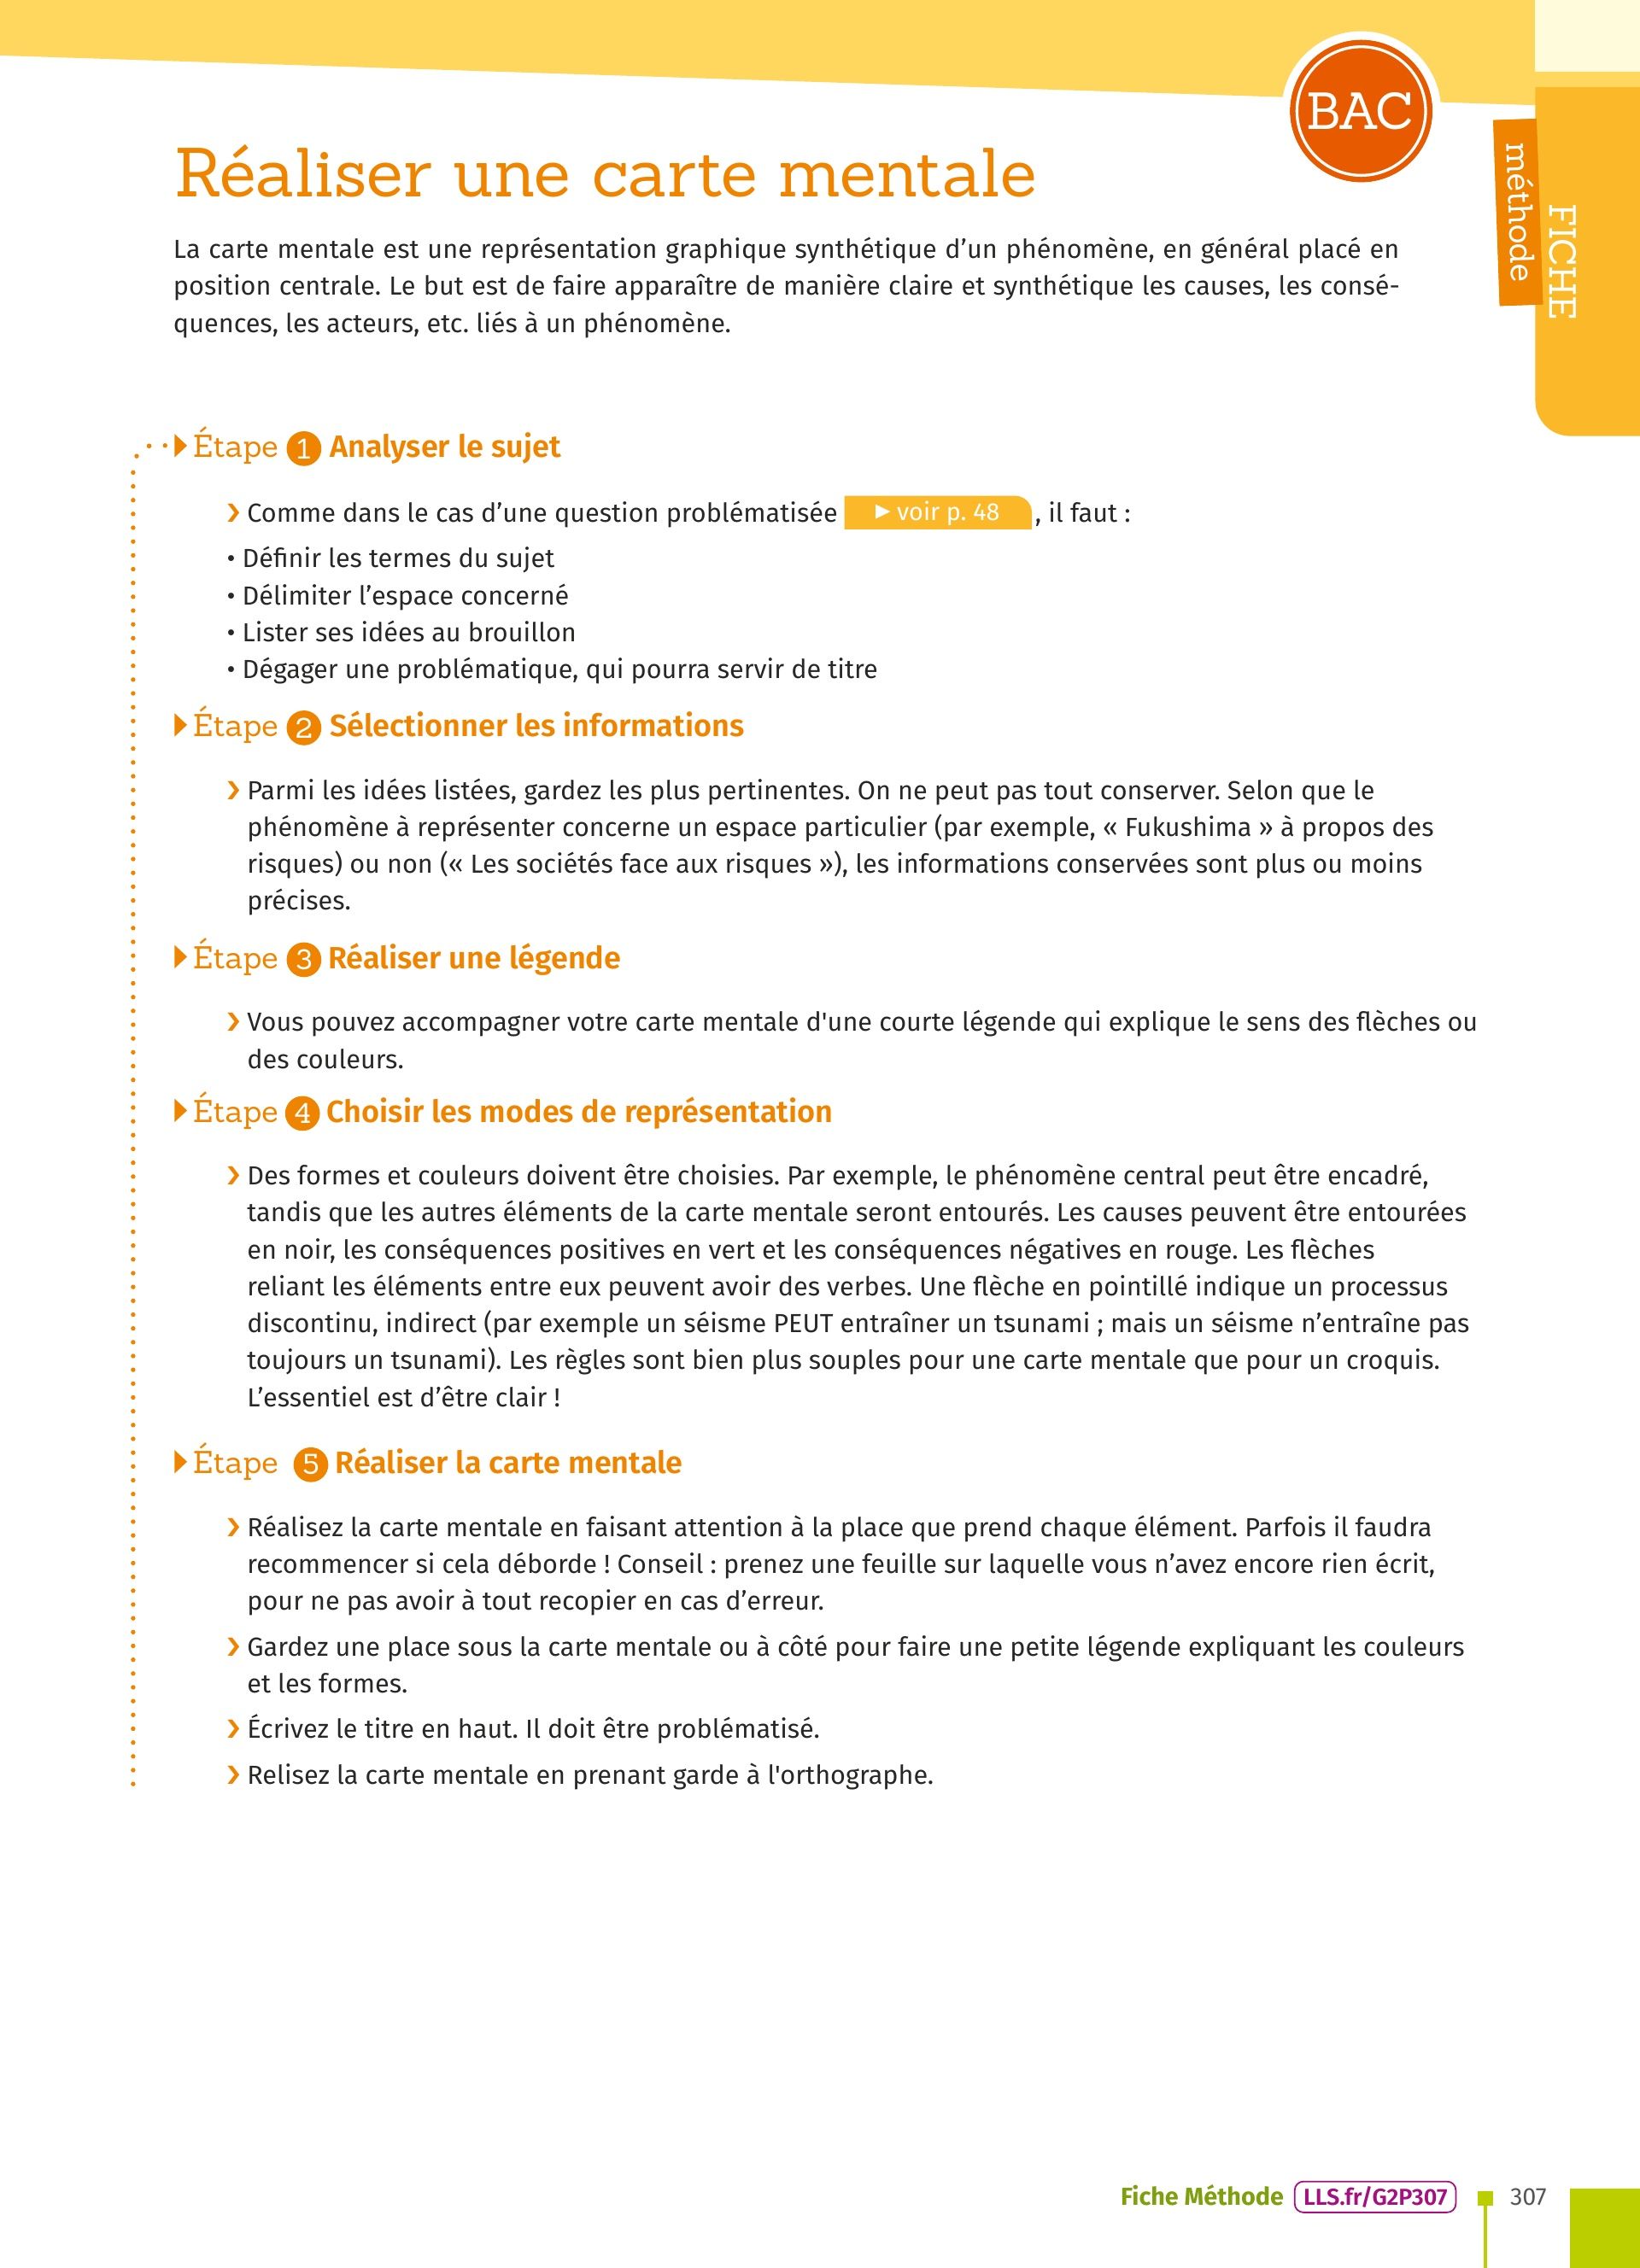 BAC
méthode
FICHE
Réaliser une carte mentale
La carte mentale est une représentation graphique synthétique d’un phénomène, en général placé en
position centrale. Le but est de faire apparaître de manière claire et synthétique les causes, les consé-
quences, les acteurs, etc. liés à un phénomène.
Étape 1 Analyser le sujet
Comme dans le cas d’une question problématisée ► voir p. 48 , il faut :
• Définir les termes du sujet
• Délimiter l’espace concerné
• Lister ses idées au brouillon
• Dégager une problématique, qui pourra servir de titre
Étape 2 Sélectionner les informations
Parmi les idées listées, gardez les plus pertinentes. On ne peut pas tout conserver. Selon que le
phénomène à représenter concerne un espace particulier (par exemple, « Fukushima » à propos des
risques) ou non (« Les sociétés face aux risques »), les informations conservées sont plus ou moins
précises.
Étape 3 Réaliser une légende
Vous pouvez accompagner votre carte mentale d'une courte légende qui explique le sens des flèches ou
des couleurs.
Étape 4 Choisir les modes de représentation
Des formes et couleurs doivent être choisies. Par exemple, le phénomène central peut être encadré,
tandis que les autres éléments de la carte mentale seront entourés. Les causes peuvent être entourées
en noir, les conséquences positives en vert et les conséquences négatives en rouge. Les flèches
reliant les éléments entre eux peuvent avoir des verbes. Une flèche en pointillé indique un processus
discontinu, indirect (par exemple un séisme PEUT entraîner un tsunami ; mais un séisme n’entraîne pas
toujours un tsunami). Les règles sont bien plus souples pour une carte mentale que pour un croquis.
L’essentiel est d’être clair !
Étape 5 Réaliser la carte mentale
Réalisez la carte mentale en faisant attention à la place que prend chaque élément. Parfois il faudra
recommencer si cela déborde ! Conseil : prenez une feuille sur laquelle vous n’avez encore rien écrit,
pour ne pas avoir à tout recopier en cas d’erreur.
Gardez une place sous la carte mentale ou à côté pour faire une petite légende expliquant les couleurs
et les formes.
Écrivez le titre en haut. Il doit être problématisé.
Relisez la carte mentale en prenant garde à l'orthographe.
Fiche Méthode LLS.fr/G2P307 307